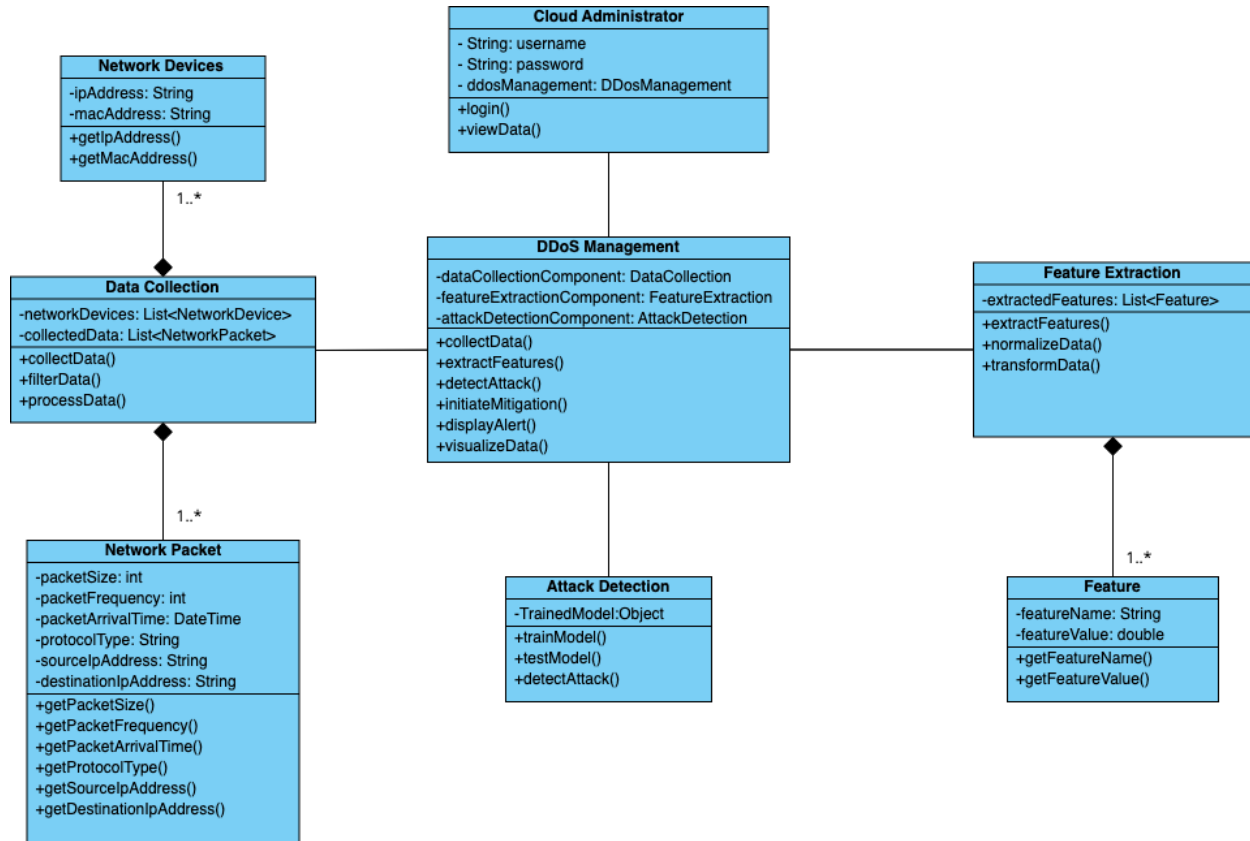 Cloud Administrator
- String: username
- String: password
- ddosManagement: DDosManagement
+login()
+viewData()
Network Devices
-ipAddress: String
-macAddress: String
+getIpAddress()
+getMacAddress()
1..*
DDoS Management
-dataCollectionComponent: DataCollection
-featureExtractionComponent: FeatureExtraction
-attackDetectionComponent: AttackDetection
+collectData()
+extractFeatures()
+detectAttack()
+initiateMitigation()
+displayAlert()
+visualizeData()
Data Collection
-networkDevices: List<NetworkDevice>
-collectedData: List<NetworkPacket>
+collectData()
+filterData()
+processData()
Feature Extraction
-extractedFeatures: List<Feature>
+extractFeatures()
+normalizeData()
+transformData()
1..*
Network Packet
-packetSize: int
-packetFrequency: int
-packetArrivalTime: DateTime
-protocolType: String
-sourceIpAddress: String
-destinationIpAddress: String
+getPacketSize()
+getPacketFrequency()
+getPacketArrivalTime()
+getProtocolType()
+getSourceIpAddress()
+getDestinationIpAddress()
Attack Detection
-TrainedModel:Object
+trainModel()
+testModel()
+detectAttack()
1..*
Feature
-featureName: String
-featureValue: double
+getFeatureName()
+getFeatureValue()